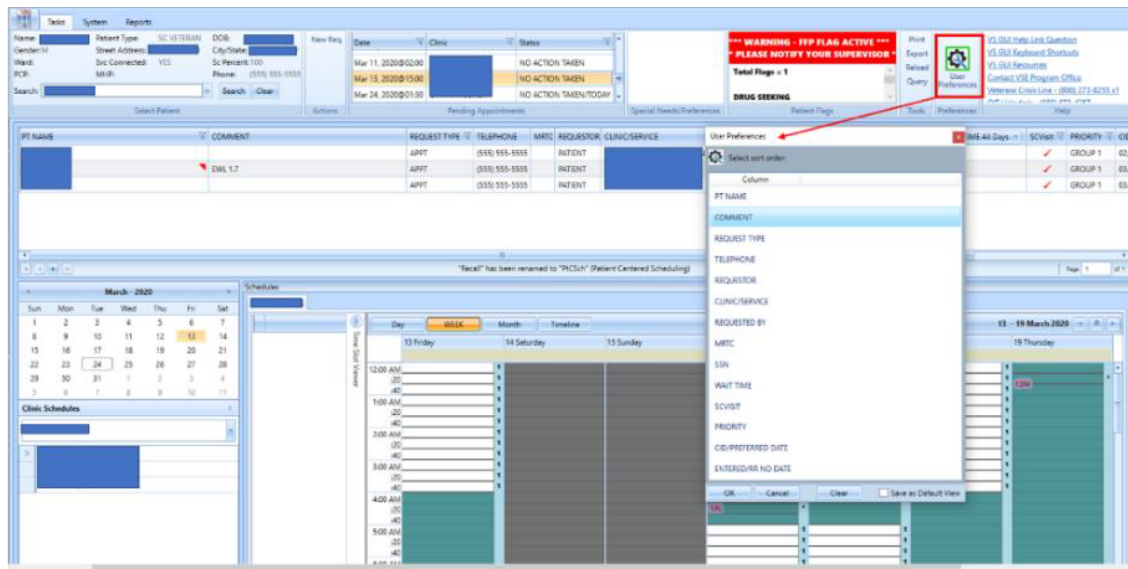 Tasks System Reports
Name: Patient Type: SC VETERAN DOB:
Gender: M Street Address: City/State:
Ward: Svc Connected: YES Sc Percent: 100
PCP: MHP: Phone: (555) 555-5555
Search: Search Clear
Select Patient
New Req
Actions
Date Clinic Status
Mar 11, 2020@02:00 NO ACTION TAKEN
Mar 13, 2020@15:00 NO ACTION TAKEN
Mar 24, 2020@01:30 NO ACTION TAKEN/TODAY
Pending Appointments
*** WARNING - FFP FLAG ACTIVE ***
* PLEASE NOTIFY YOUR SUPERVISOR *
Total Flags = 1
DRUG SEEKING
Special Needs/Preferences
Patient Flags
Print
Export
Reload
Query
Tools
User Preferences
Preferences
VS GUI Help Link Question
VS GUI Keyboard Shortcuts
VS GUI Resources
Contact VSE Program Office
Veterans Crisis Line - (800) 273-8255 x1
Help
PT NAME COMMENT REQUEST TYPE TELEPHONE MRTC REQUESTOR CLINIC/SERVICE All Days SCVisit PRIORITY
APPT (555) 555-5555 PATIENT GROUP 1
EWL 1.7 APPT (555) 555-5555 PATIENT GROUP 1
APPT (555) 555-5555 PATIENT GROUP 1
"Recall" has been renamed to "PtCSch" (Patient Centered Scheduling)
Page 1 of 1
User Preferences
Select sort order:
Column
PT NAME
COMMENT
REQUEST TYPE
TELEPHONE
REQUESTOR
CLINIC/SERVICE
REQUESTED BY
MRTC
SSN
WAIT TIME
SCVISIT
PRIORITY
CID/PREFERRED DATE
ENTERED/RR NO DATE
OK Cancel Clear Save as Default View
March - 2020
Sun Mon Tue Wed Thu Fri Sat
1 2 3 4 5 6 7
8 9 10 11 12 13 14
15 16 17 18 19 20 21
22 23 24 25 26 27 28
29 30 31 1 2 3 4
5 6 7 8 9 10 11
Clinic Schedules
Schedules
Time Slot Viewer
Day WEEK Month Timeline 13 - 19 March 2020
13 Friday 14 Saturday 15 Sunday 19 Thursday
12:00 AM
:20
:40
1:00 AM
:20
:40
2:00 AM
:20
:40
3:00 AM
:20
:40
4:00 AM
:20
:40
5:00 AM
:20
:40